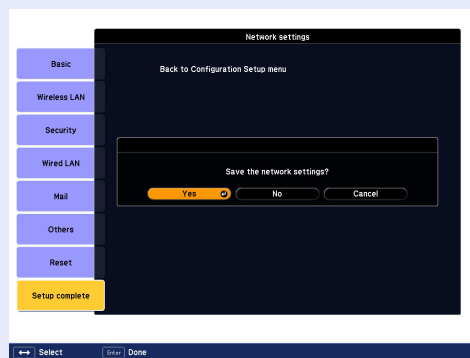 Network settings
Basic
Back to Configuration Setup menu
Wireless LAN
Security
Wired LAN
Save the network settings?
Yes No Cancel
Mail
Others
Reset
Setup complete
Select Enter Done